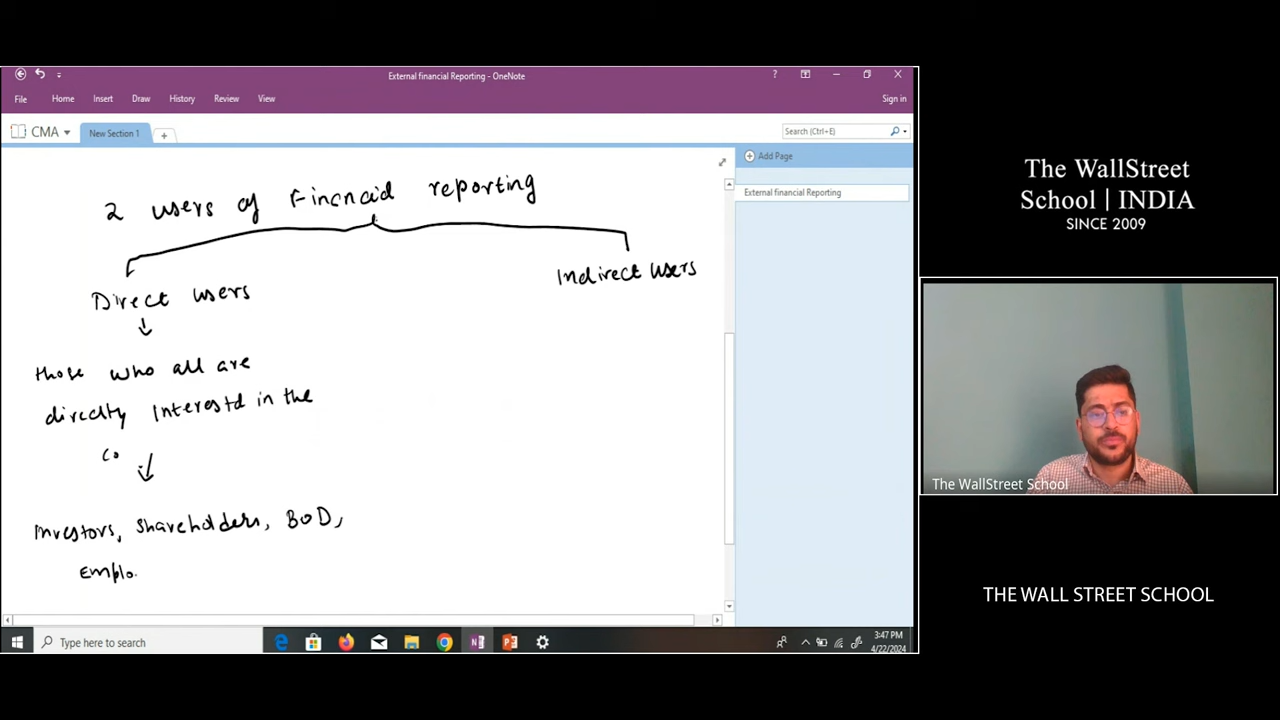 External financial Reporting - OneNote
File Home Insert Draw History Review View
Sign in
CMA
New Section 1
Search (Ctrl+E)
Add Page
External financial Reporting
2 users of Financial reporting
Direct users
Indirect users
those who all are
directly Interestd in the
co
Investors, shareholders, BOD,
Emplo
Type here to search
3:47 PM
4/22/2024
The WallStreet
School | INDIA
SINCE 2009
The WallStreet School
THE WALL STREET SCHOOL